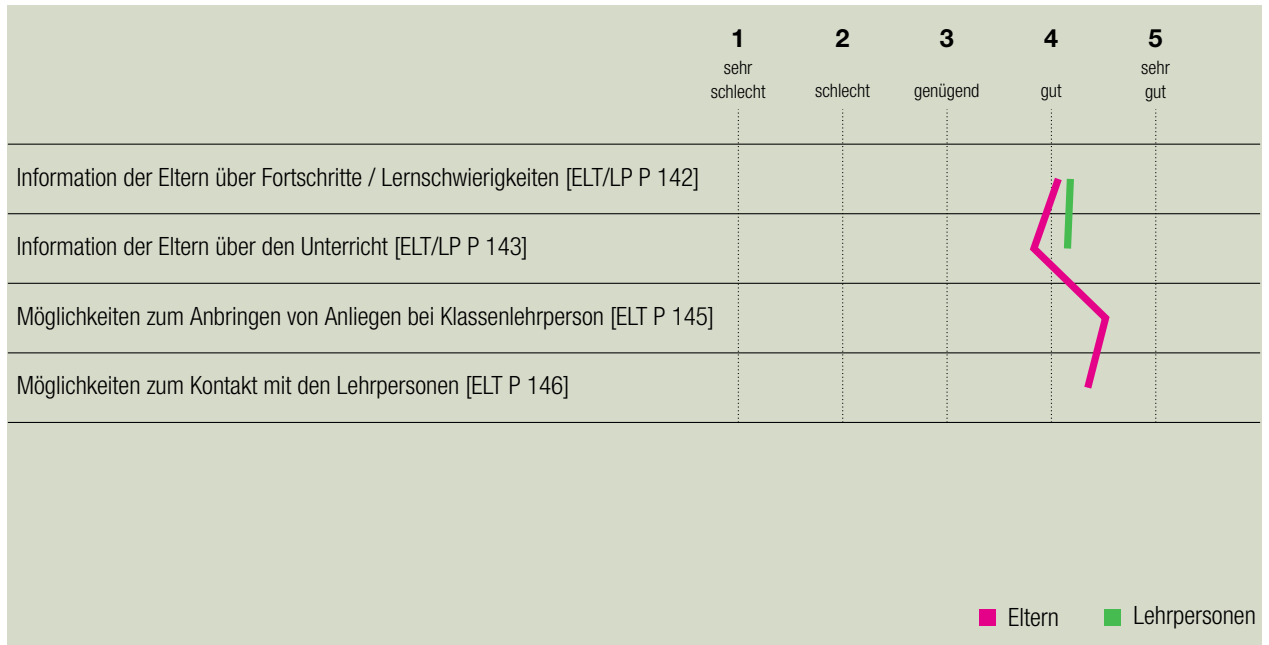 1 2 3 4 5
sehr schlecht schlecht genügend gut sehr gut
Information der Eltern über Fortschritte / Lernschwierigkeiten [ELT/LP P 142]
Information der Eltern über den Unterricht [ELT/LP P 143]
Möglichkeiten zum Anbringen von Anliegen bei Klassenlehrperson [ELT P 145]
Möglichkeiten zum Kontakt mit den Lehrpersonen [ELT P 146]
Eltern Lehrpersonen